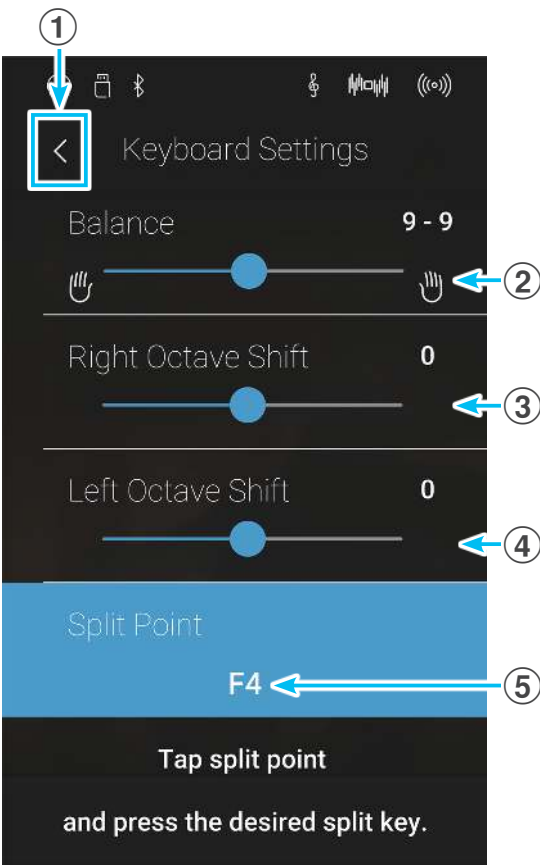 ①
Keyboard Settings
Balance 9 - 9
②
Right Octave Shift 0
③
Left Octave Shift 0
④
Split Point
F4
⑤
Tap split point
and press the desired split key.